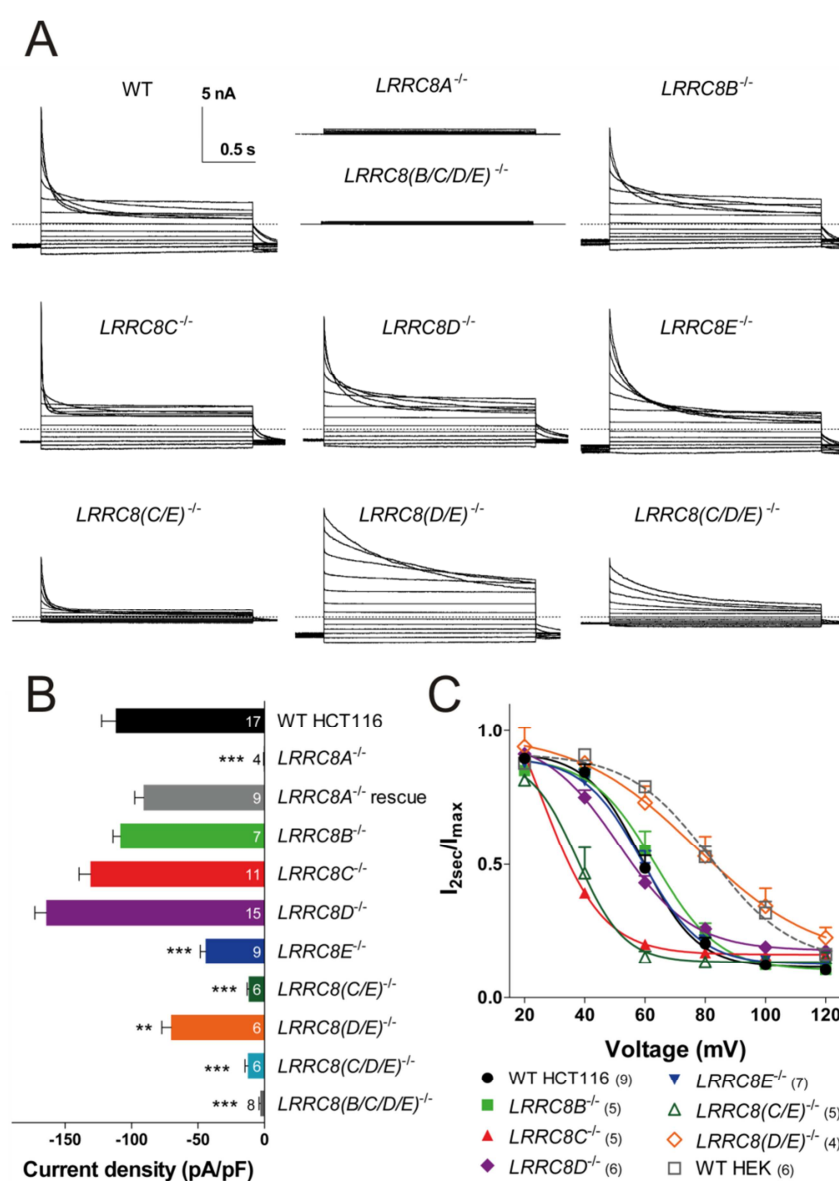 A
WT
5 nA
0.5 s
LRRC8A-/-
LRRC8(B/C/D/E)-/-
LRRC8B-/-
LRRC8C-/-
LRRC8D-/-
LRRC8E-/-
LRRC8(C/E)-/-
LRRC8(D/E)-/-
LRRC8(C/D/E)-/-
B
17 WT HCT116
*** 4 LRRC8A-/-
9 LRRC8A-/- rescue
7 LRRC8B-/-
11 LRRC8C-/-
15 LRRC8D-/-
*** 9 LRRC8E-/-
*** 6 LRRC8(C/E)-/-
** 6 LRRC8(D/E)-/-
*** 6 LRRC8(C/D/E)-/-
*** 8 LRRC8(B/C/D/E)-/-
-150 -100 -50 0
Current density (pA/pF)
C
I2sec/Imax
1.0
0.5
0.0
20 40 60 80 100 120
Voltage (mV)
WT HCT116 (9)
LRRC8B-/- (5)
LRRC8C-/- (5)
LRRC8D-/- (6)
LRRC8E-/- (7)
LRRC8(C/E)-/- (5)
LRRC8(D/E)-/- (4)
WT HEK (6)